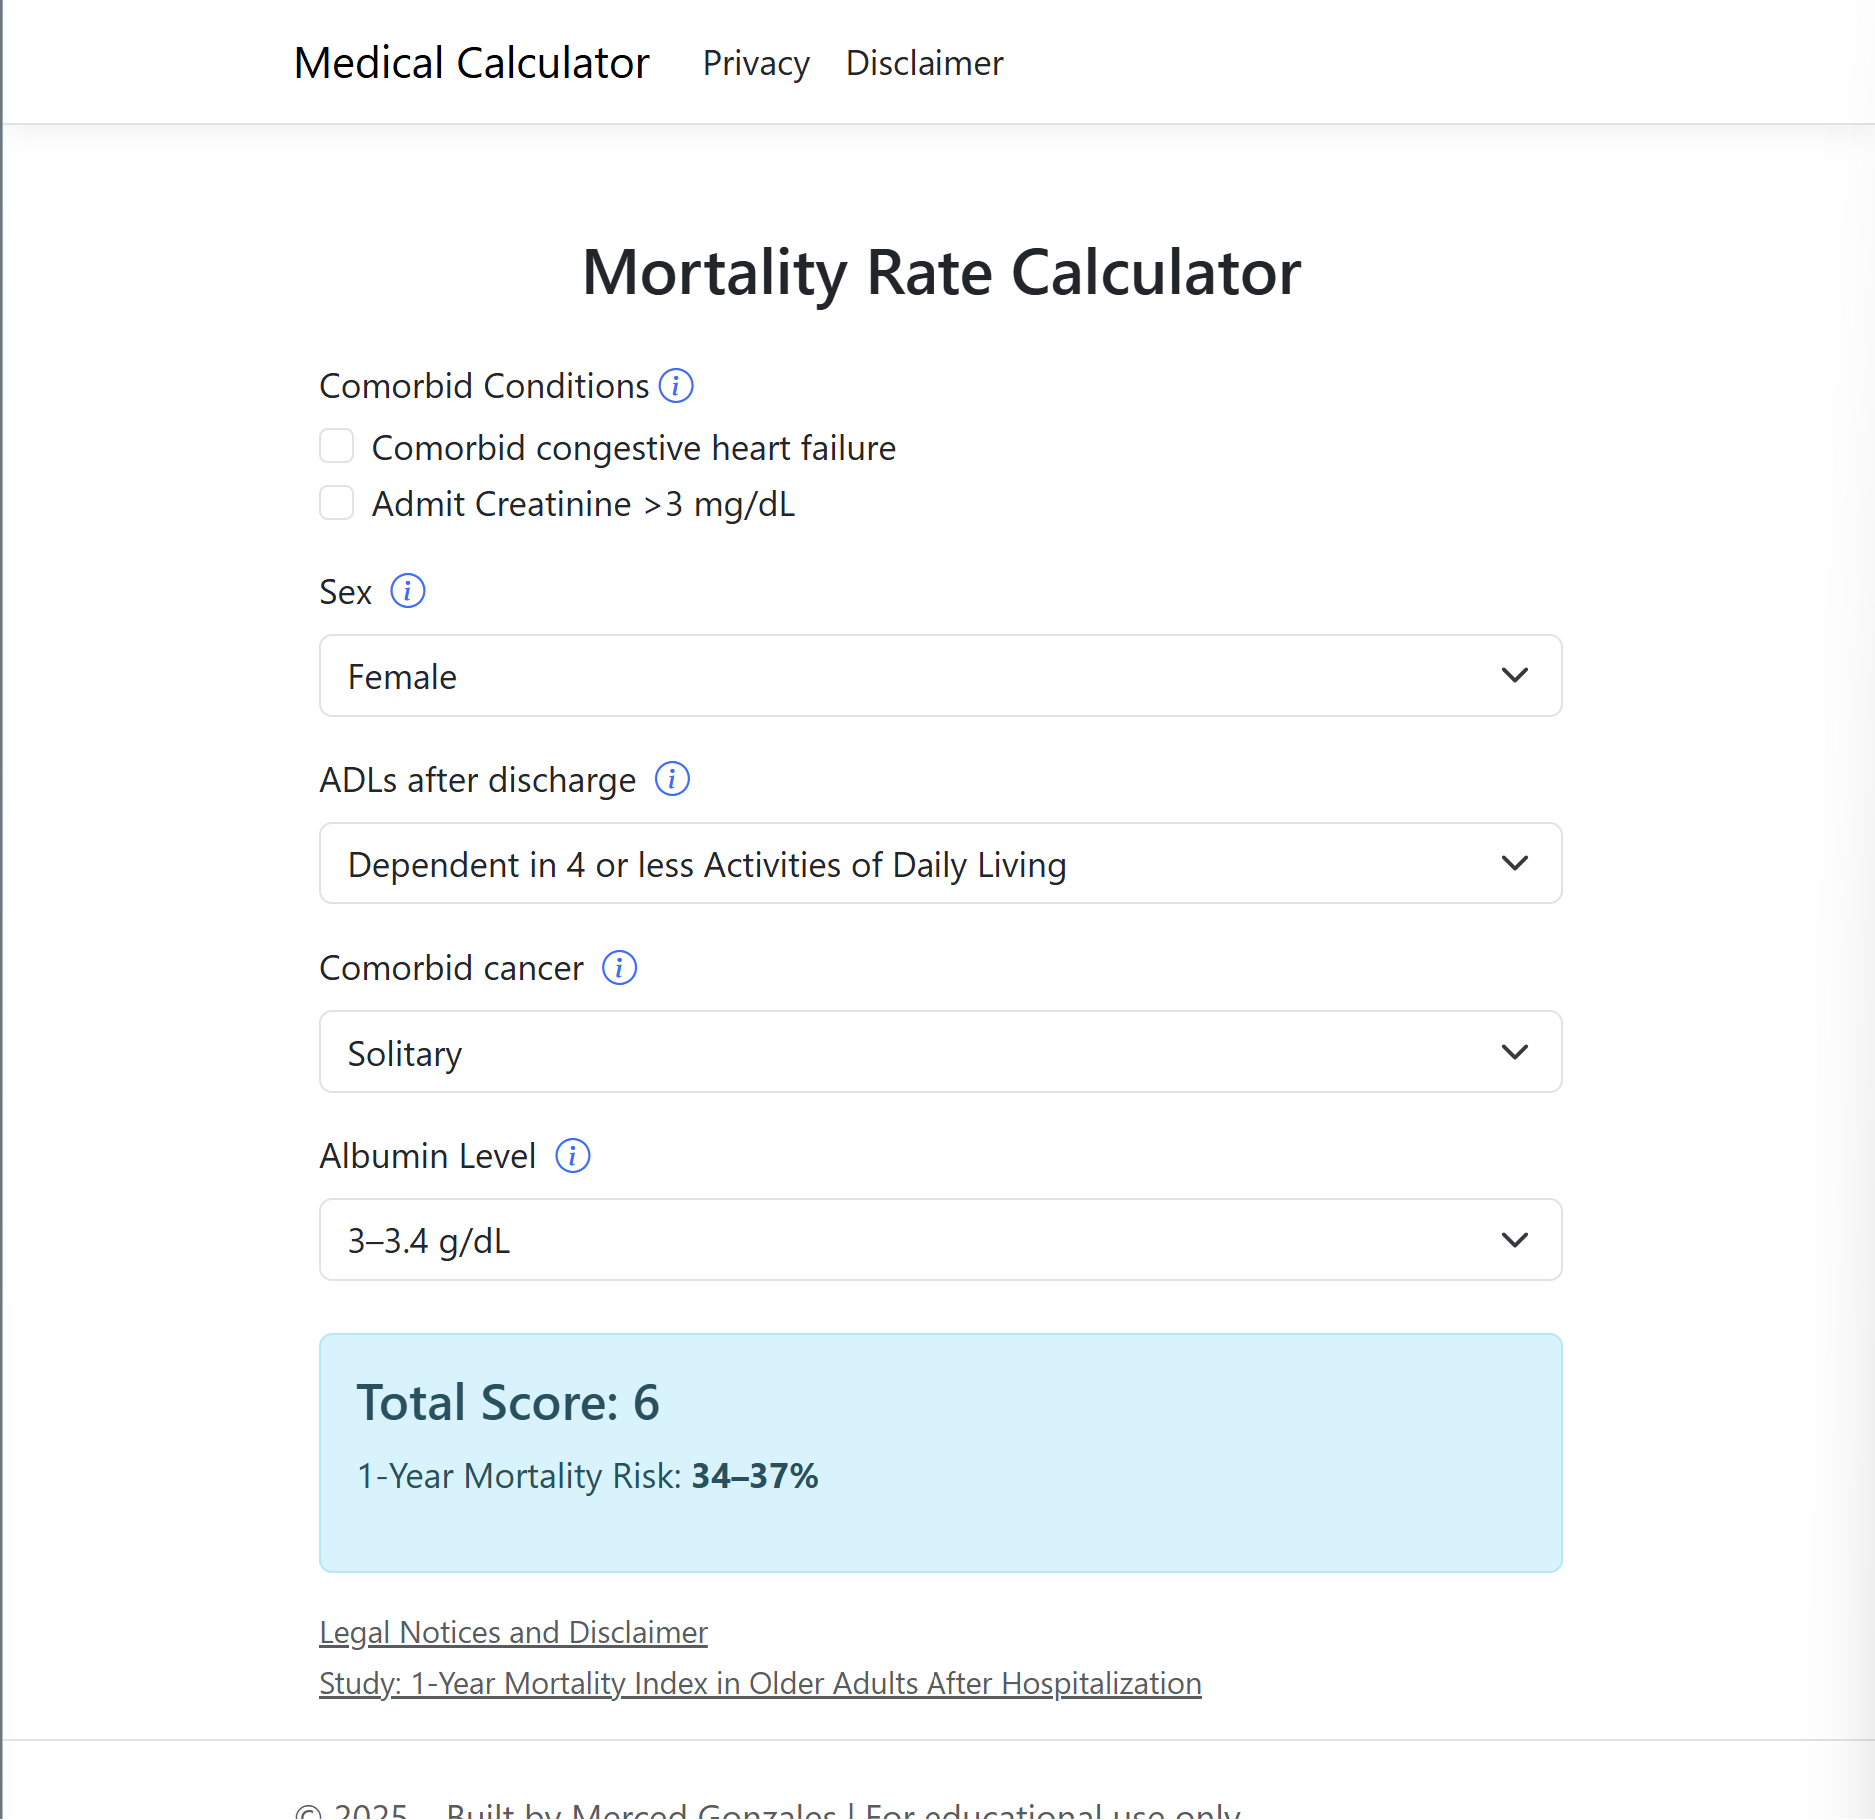 Medical Calculator Privacy Disclaimer
Mortality Rate Calculator
Comorbid Conditions i
Comorbid congestive heart failure
Admit Creatinine >3 mg/dL
Sex i
Female
ADLs after discharge i
Dependent in 4 or less Activities of Daily Living
Comorbid cancer i
Solitary
Albumin Level i
3–3.4 g/dL
Total Score: 6
1-Year Mortality Risk: 34–37%
Legal Notices and Disclaimer
Study: 1-Year Mortality Index in Older Adults After Hospitalization
© 2025 Built by Merced Gonzales | For educational use only